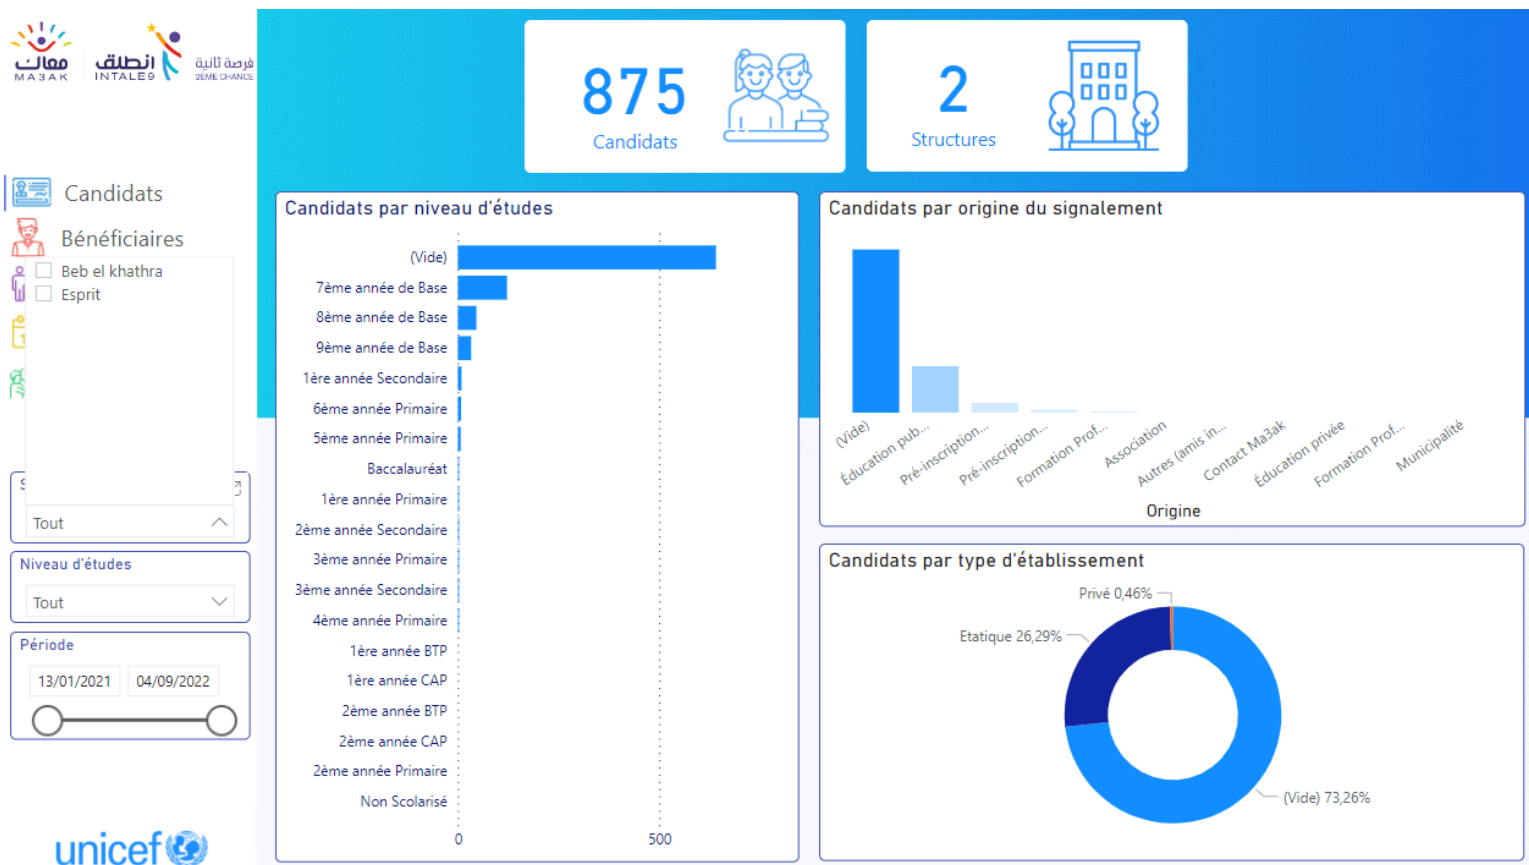 معاك
MA3AK
انطلق
INTALE9
فرصة ثانية
2ÈME CHANCE
875
Candidats
2
Structures
Candidats
Bénéficiaires
Beb el khathra
Esprit
Tout
Niveau d'études
Tout
Période
13/01/2021 04/09/2022
unicef
Candidats par niveau d'études
(Vide)
7ème année de Base
8ème année de Base
9ème année de Base
1ère année Secondaire
6ème année Primaire
5ème année Primaire
Baccalauréat
1ère année Primaire
2ème année Secondaire
3ème année Primaire
3ème année Secondaire
4ème année Primaire
1ère année BTP
1ère année CAP
2ème année BTP
2ème année CAP
2ème année Primaire
Non Scolarisé
0 500
Candidats par origine du signalement
(Vide)
Éducation pub...
Pré-inscription...
Pré-inscription...
Formation Prof...
Association
Autres (amis in...
Contact Ma3ak
Éducation privée
Formation Prof...
Municipalité
Origine
Candidats par type d'établissement
Privé 0,46%
Etatique 26,29%
(Vide) 73,26%